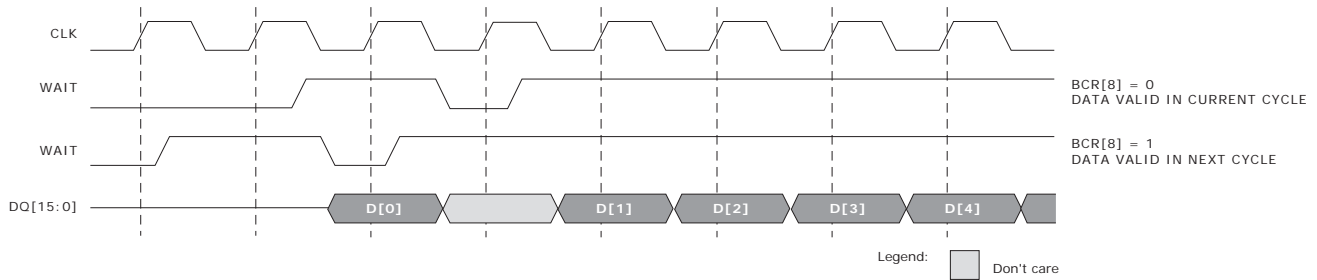 CLK
WAIT
BCR[8] = 0
DATA VALID IN CURRENT CYCLE
WAIT
BCR[8] = 1
DATA VALID IN NEXT CYCLE
DQ[15:0]
D[0]
D[1]
D[2]
D[3]
D[4]
Legend:
Don't care